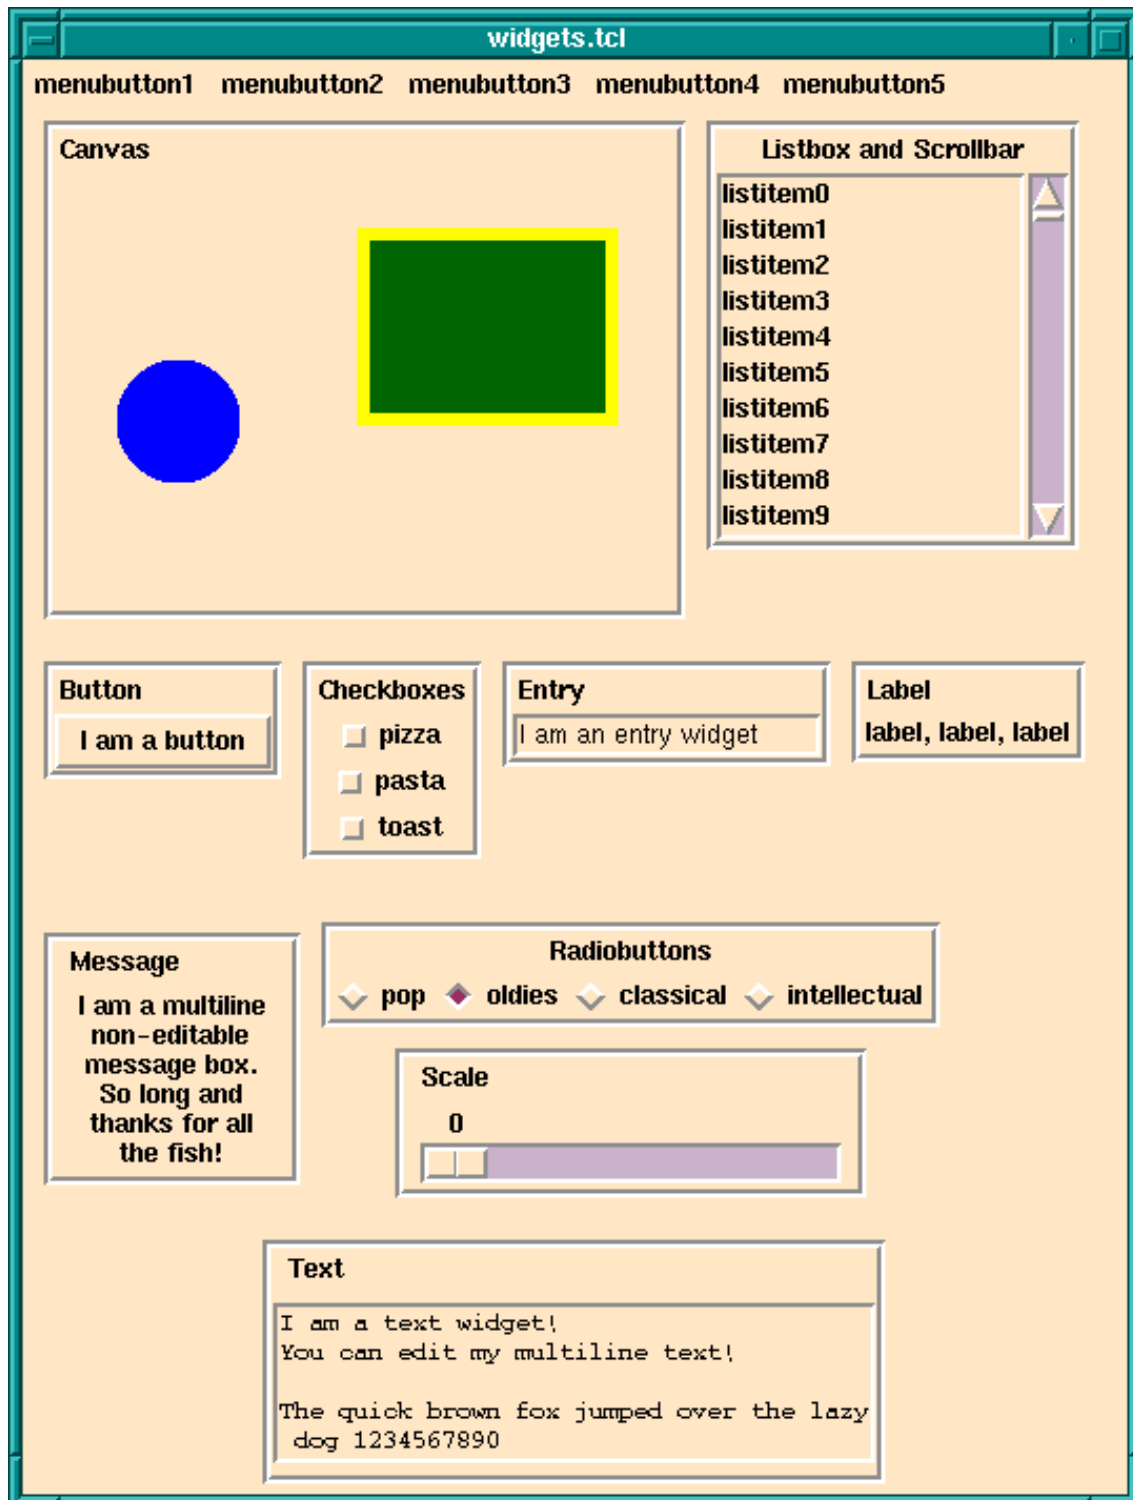 widgets.tcl
menubutton1 menubutton2 menubutton3 menubutton4 menubutton5
Canvas
Listbox and Scrollbar
listitem0
listitem1
listitem2
listitem3
listitem4
listitem5
listitem6
listitem7
listitem8
listitem9
Button
I am a button
Checkboxes
pizza
pasta
toast
Entry
I am an entry widget
Label
label, label, label
Message
I am a multiline
non-editable
message box.
So long and
thanks for all
the fish!
Radiobuttons
pop oldies classical intellectual
Scale
0
Text
I am a text widget!
You can edit my multiline text!
The quick brown fox jumped over the lazy
dog 1234567890